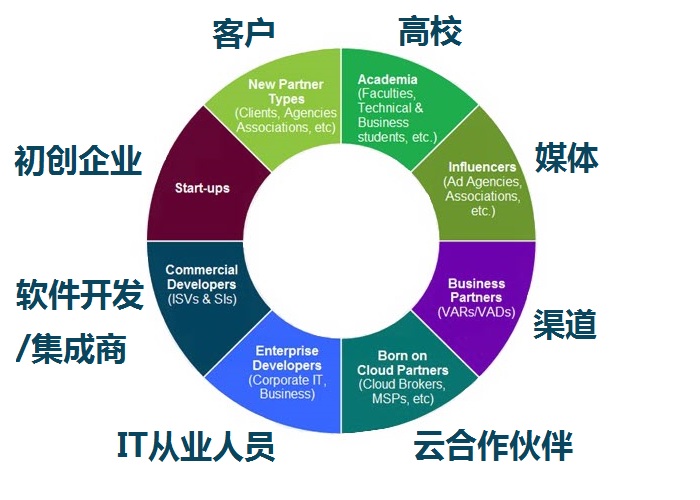 客户
高校
New Partner
Types
(Clients, Agencies
Associations, etc)
Academia
(Faculties,
Technical &
Business
students, etc.)
初创企业
媒体
Start-ups
Influencers
(Ad Agencies,
Associations,
etc.)
软件开发
/集成商
Commercial
Developers
(ISVs & SIs)
Business
Partners
(VARs/VADs)
渠道
Enterprise
Developers
(Corporate IT,
Business)
Born on
Cloud Partners
(Cloud Brokers,
MSPs, etc)
IT从业人员
云合作伙伴